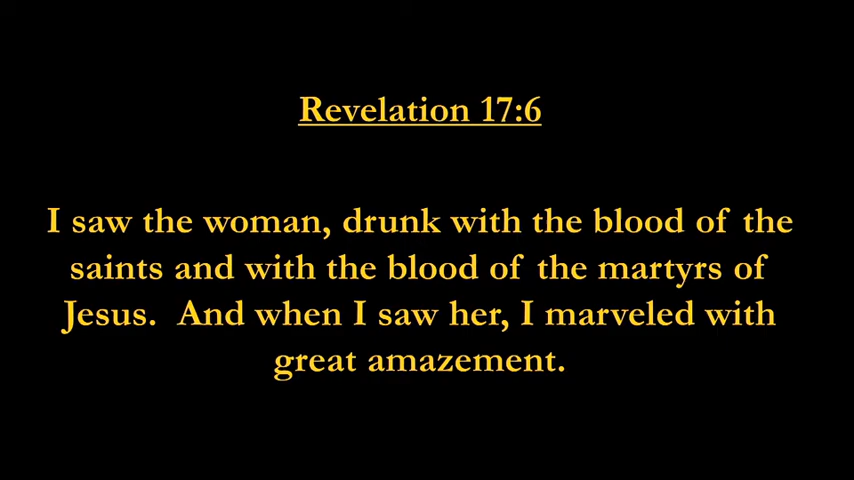 Revelation 17:6
I saw the woman, drunk with the blood of the
saints and with the blood of the martyrs of
Jesus.  And when I saw her, I marveled with
great amazement.